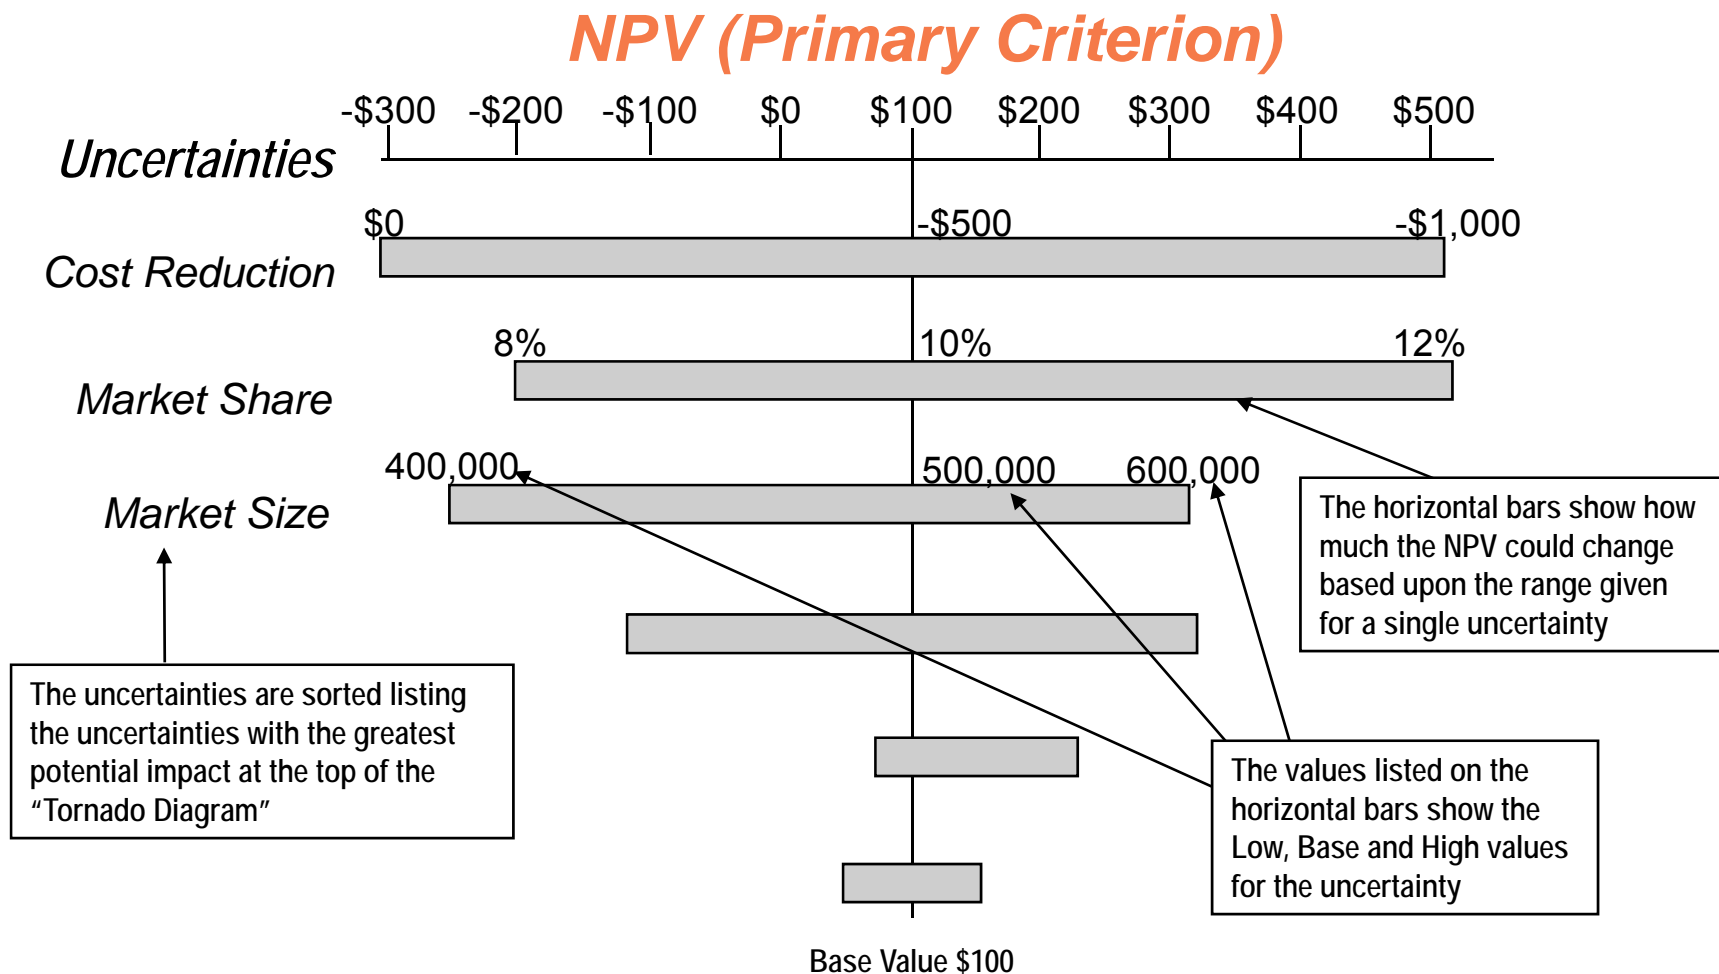 NPV (Primary Criterion)
-$300 -$200 -$100 $0 $100 $200 $300 $400 $500
Uncertainties
$0 -$500 -$1,000
Cost Reduction
8% 10% 12%
Market Share
400,000 500,000 600,000
Market Size
The horizontal bars show how
much the NPV could change
based upon the range given
for a single uncertainty
The uncertainties are sorted listing
the uncertainties with the greatest
potential impact at the top of the
“Tornado Diagram”
The values listed on the
horizontal bars show the
Low, Base and High values
for the uncertainty
Base Value $100